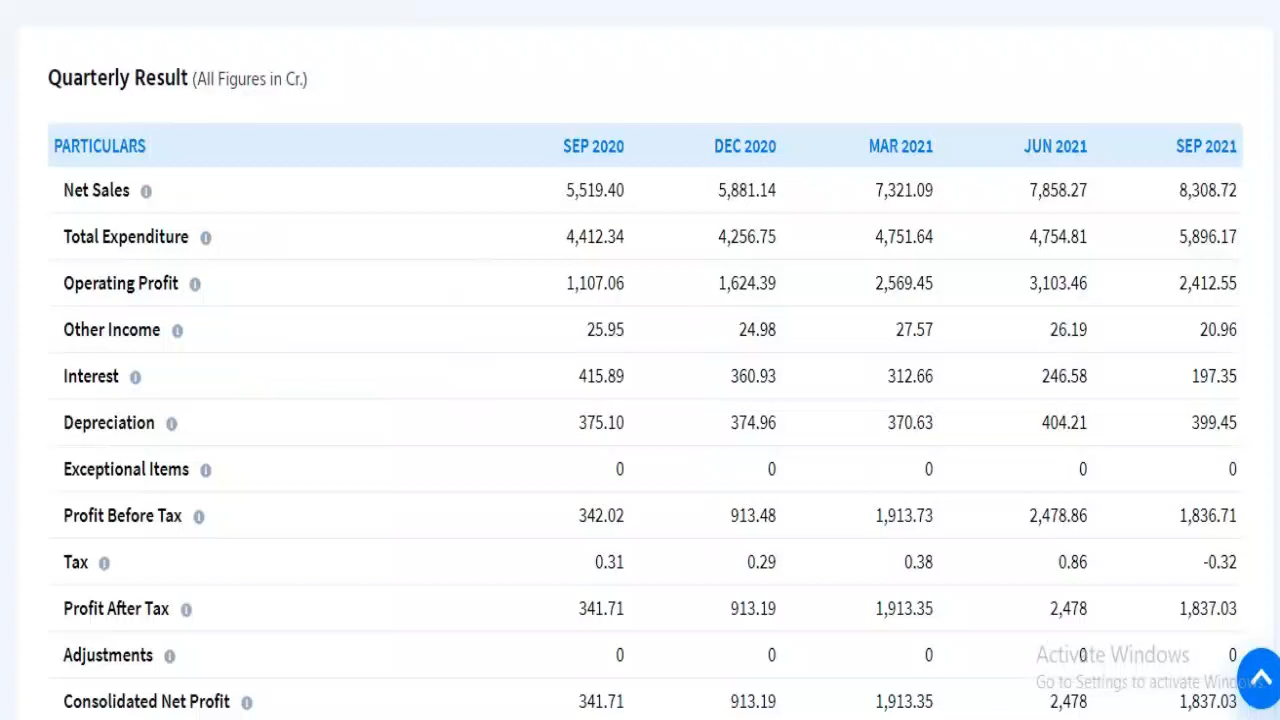 Quarterly Result (All Figures in Cr.)
PARTICULARS SEP 2020 DEC 2020 MAR 2021 JUN 2021 SEP 2021
Net Sales 5,519.40 5,881.14 7,321.09 7,858.27 8,308.72
Total Expenditure 4,412.34 4,256.75 4,751.64 4,754.81 5,896.17
Operating Profit 1,107.06 1,624.39 2,569.45 3,103.46 2,412.55
Other Income 25.95 24.98 27.57 26.19 20.96
Interest 415.89 360.93 312.66 246.58 197.35
Depreciation 375.10 374.96 370.63 404.21 399.45
Exceptional Items 0 0 0 0 0
Profit Before Tax 342.02 913.48 1,913.73 2,478.86 1,836.71
Tax 0.31 0.29 0.38 0.86 -0.32
Profit After Tax 341.71 913.19 1,913.35 2,478 1,837.03
Adjustments 0 0 0 0 0
Activate Windows
Go to Settings to activate Windows.
Consolidated Net Profit 341.71 913.19 1,913.35 2,478 1,837.03